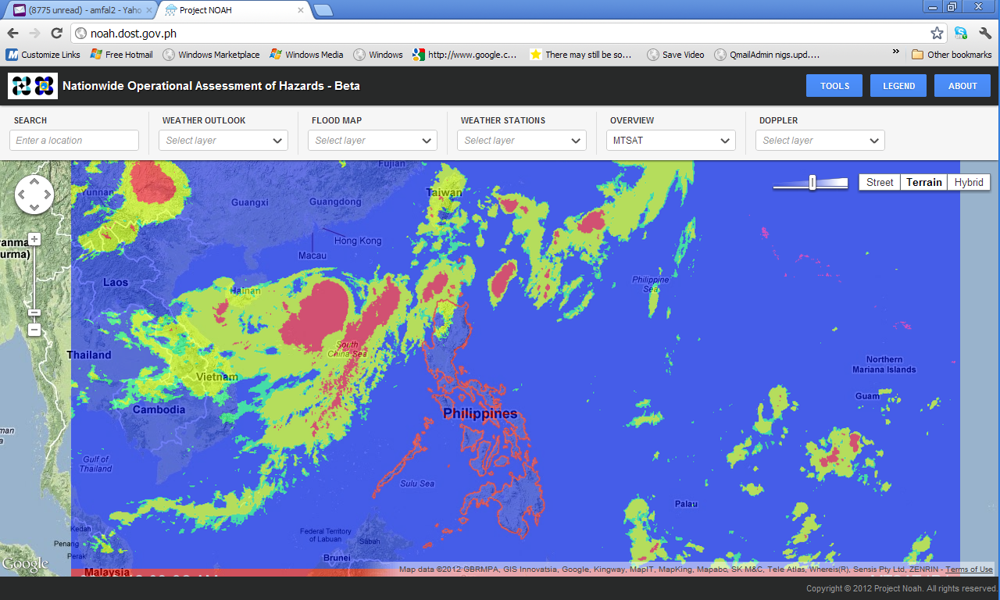 (8775 unread) - amfal2 - Yaho
Project NOAH
noah.dost.gov.ph
Customize Links
Free Hotmail
Windows Marketplace
Windows Media
Windows
http://www.google.c...
There may still be so...
Save Video
QmailAdmin nigs.upd....
»
Other bookmarks
Nationwide Operational Assessment of Hazards - Beta
TOOLS
LEGEND
ABOUT
SEARCH
WEATHER OUTLOOK
FLOOD MAP
WEATHER STATIONS
OVERVIEW
DOPPLER
Enter a location
Select layer
Select layer
Select layer
MTSAT
Select layer
Street
Terrain
Hybrid
Fujian
Yunnan
Taiwan
Guangxi
Guangdong
Hong Kong
Macau
anma
urma)
Laos
Hainan
Philippine
Sea
South
China Sea
Thailand
Vietnam
Northern
Mariana Islands
Guam
Cambodia
Philippines
man
a
Gulf of
Thailand
Sulu Sea
Palau
Kedah
Penang
Perak
Federal Territory
of Labuan
Sabah
Brunei
Google
Malaysia
Map data ©2012 GBRMPA, GIS Innovatsia, Google, Kingway, MapIT, MapKing, Mapabc, SK M&C, Tele Atlas, Whereis(R), Sensis Pty Ltd, ZENRIN - Terms of Use
Copyright © 2012 Project Noah. All rights reserved.